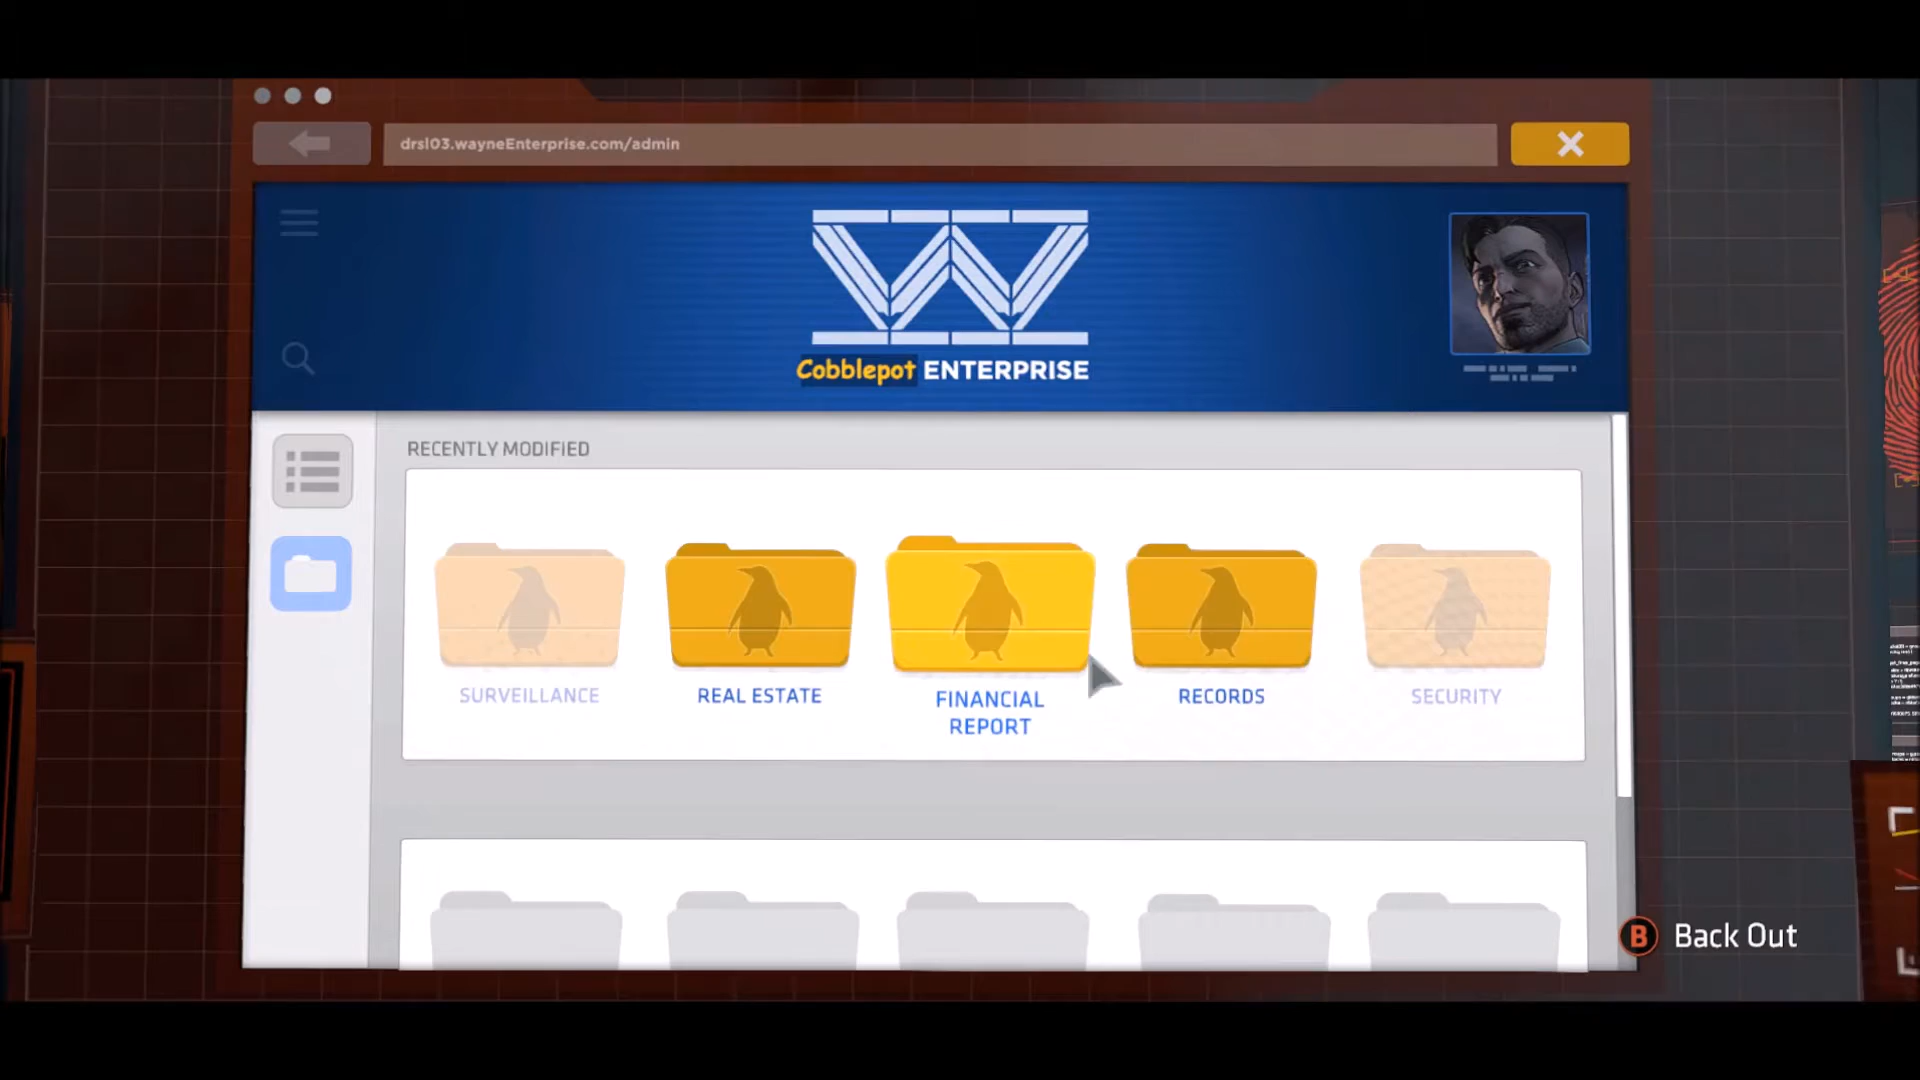 drsl03.wayneEnterprise.com/admin
Cobblepot ENTERPRISE
RECENTLY MODIFIED
SURVEILLANCE
REAL ESTATE
FINANCIAL
REPORT
RECORDS
SECURITY
B Back Out